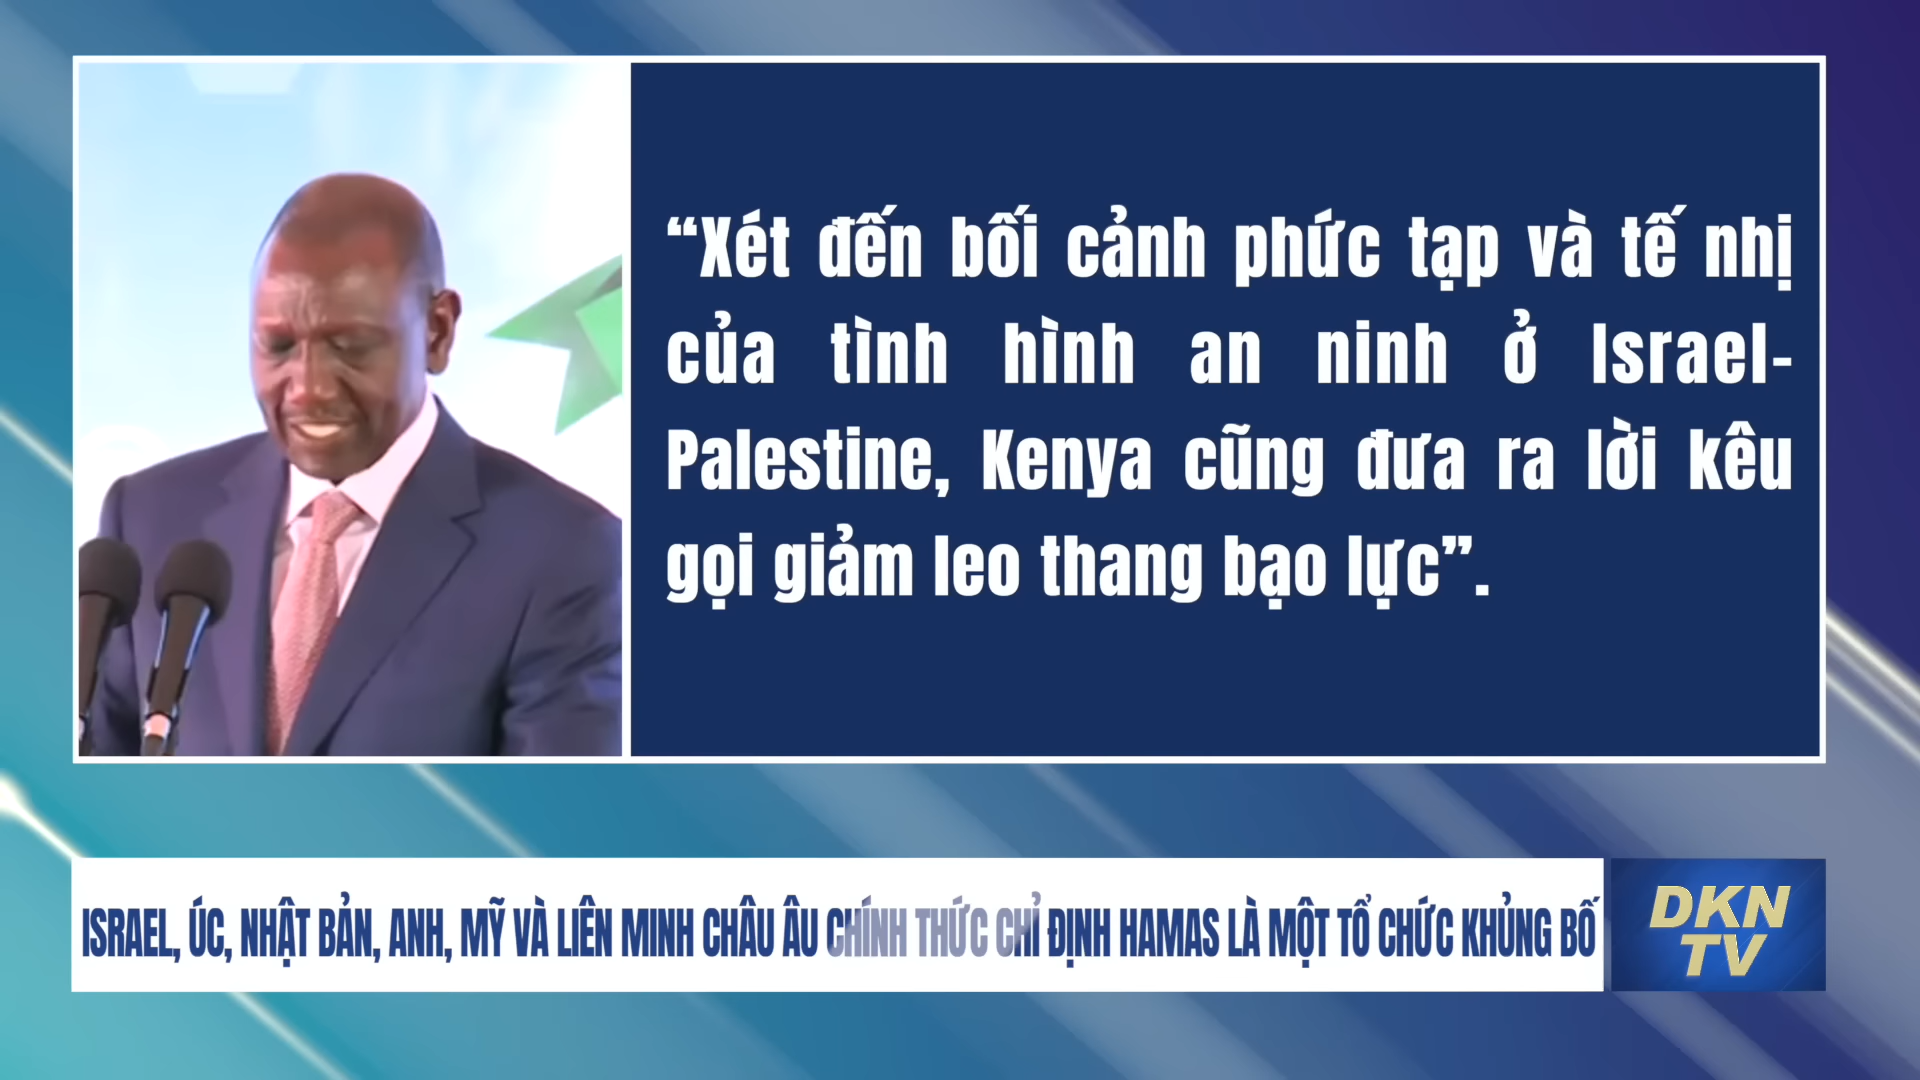 “Xét đến bối cảnh phức tạp và tế nhị
của tình hình an ninh ở Israel-
Palestine, Kenya cũng đưa ra lời kêu
gọi giảm leo thang bạo lực”.
ISRAEL, ÚC, NHẬT BẢN, ANH, MỸ VÀ LIÊN MINH CHÂU ÂU CHÍNH THỨC CHỈ ĐỊNH HAMAS LÀ MỘT TỔ CHỨC KHỦNG BỐ
DKN
TV